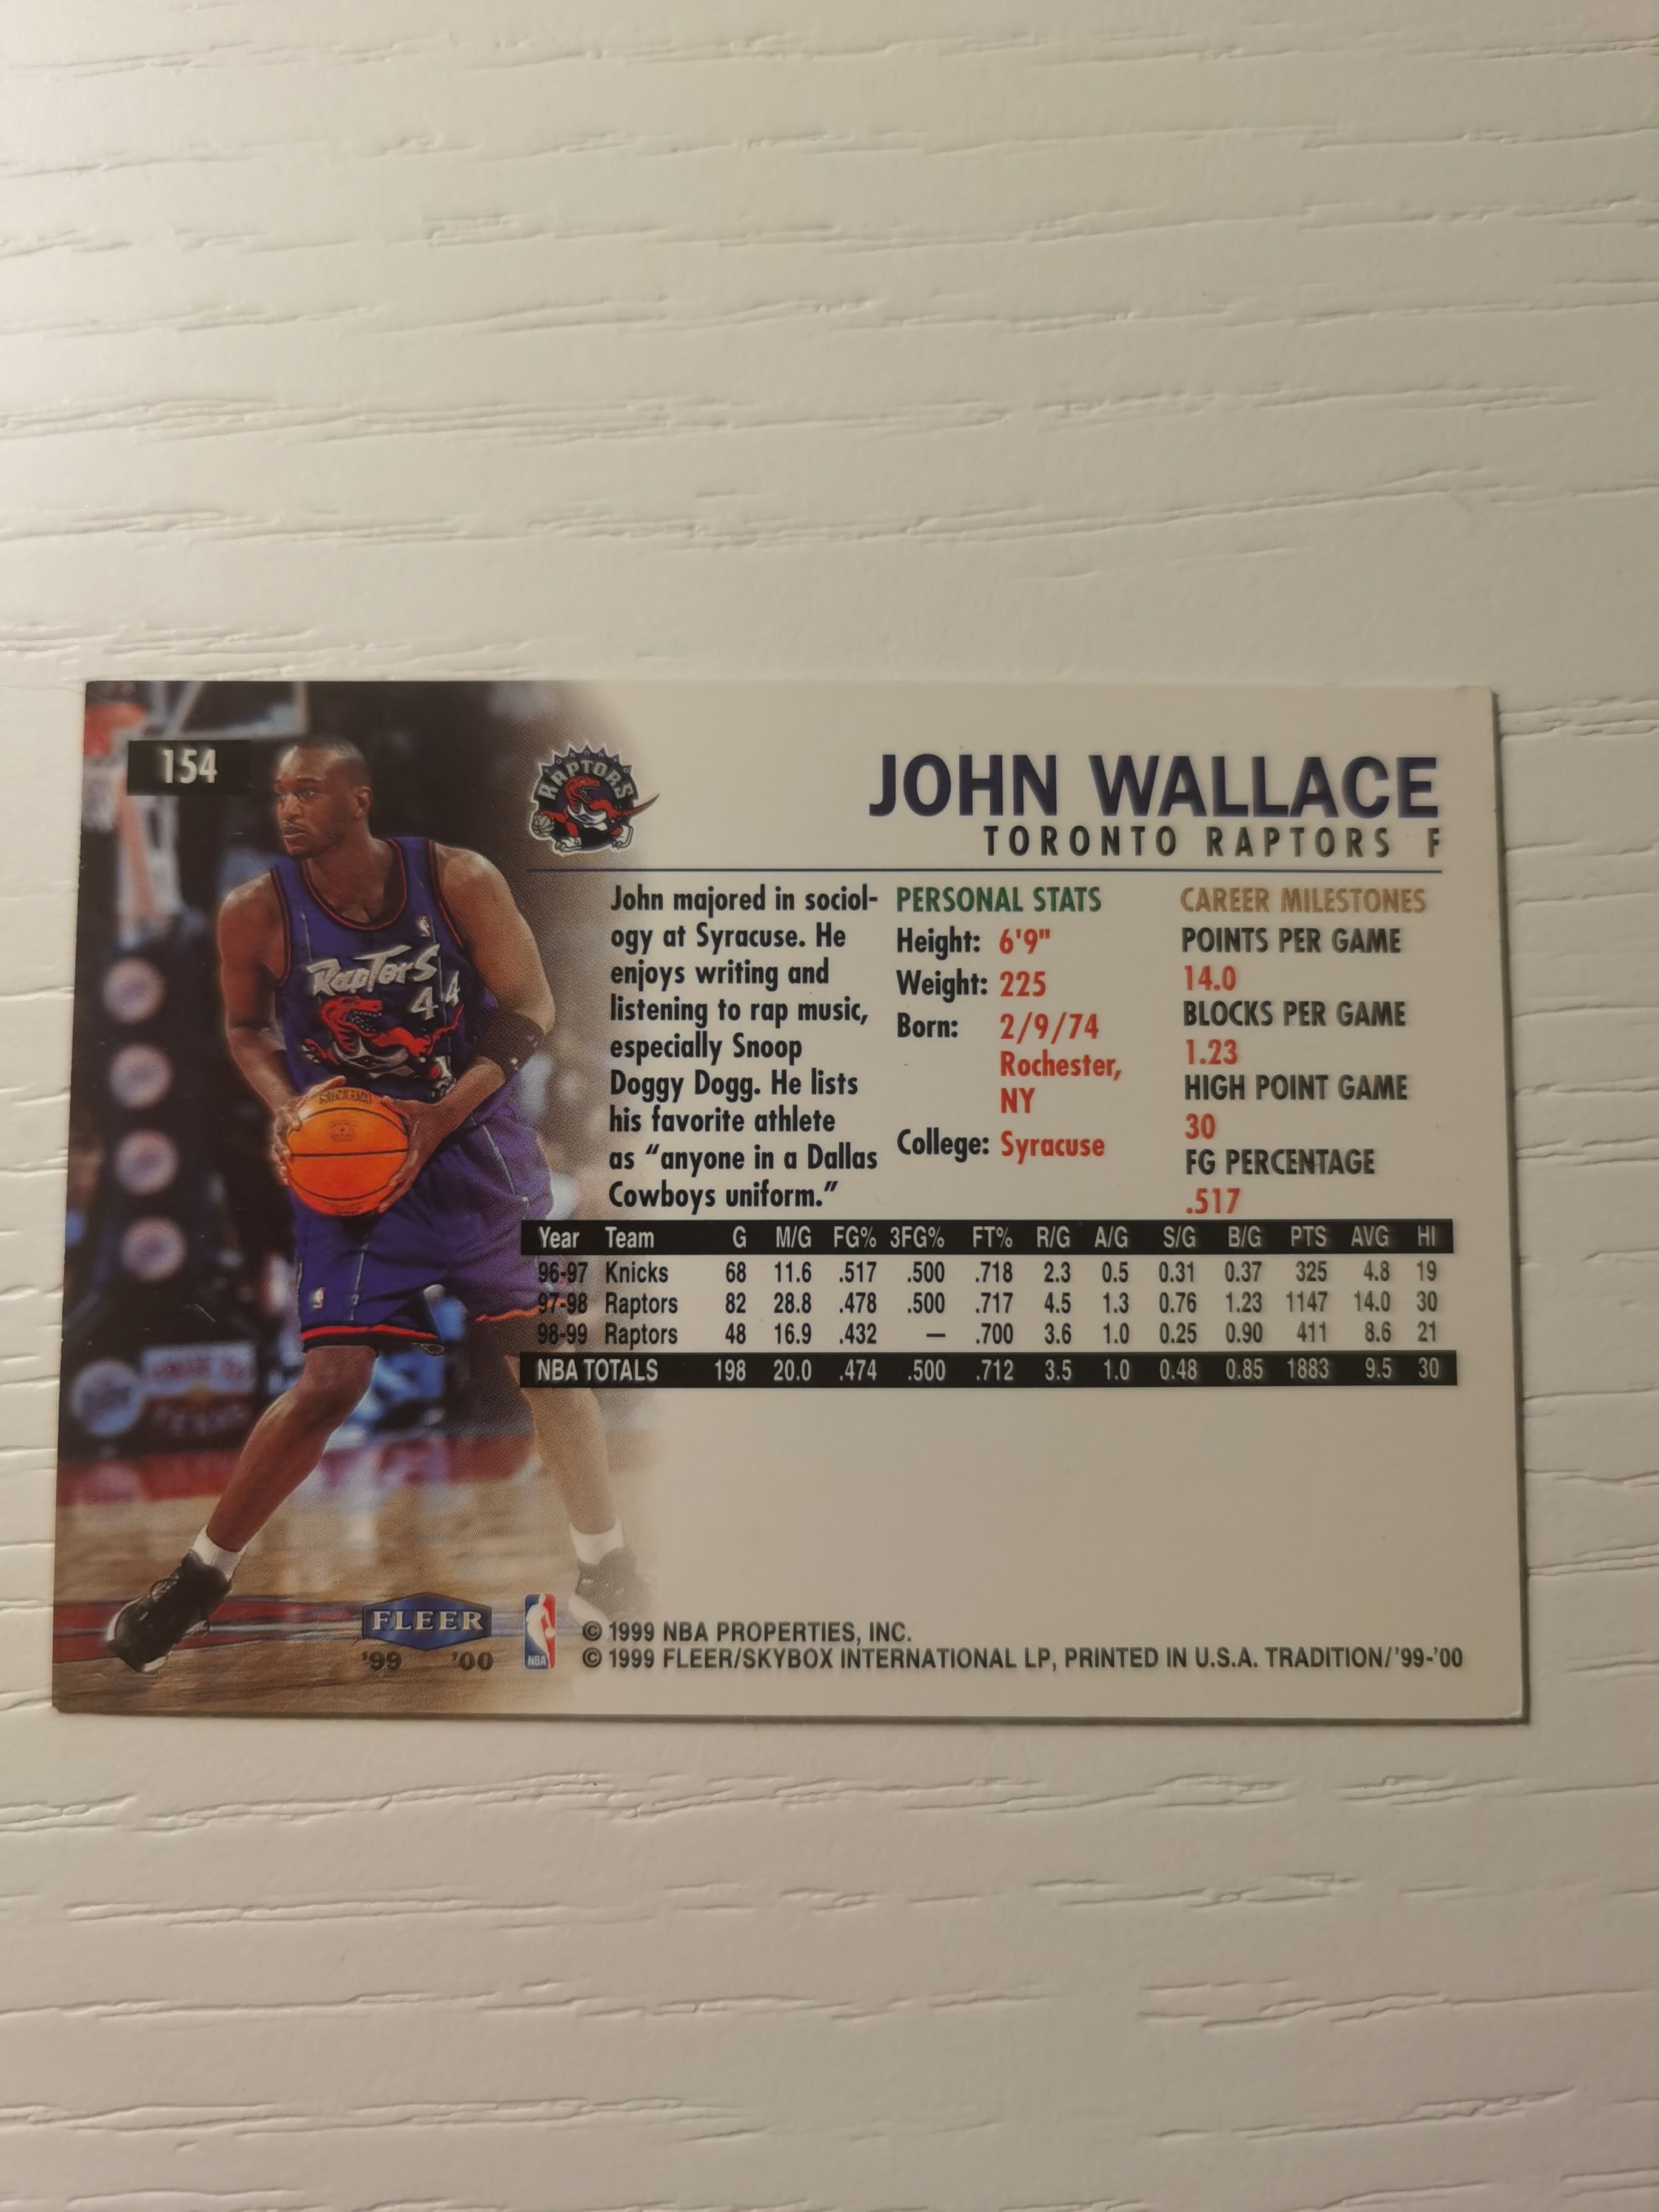 154
RAPTORS
JOHN WALLACE
TORONTO RAPTORS F
RAPTORS
44
John majored in sociol-
ogy at Syracuse. He
enjoys writing and
listening to rap music,
especially Snoop
Doggy Dogg. He lists
his favorite athlete
as “anyone in a Dallas
Cowboys uniform.”
PERSONAL STATS
Height: 6'9"
Weight: 225
Born: 2/9/74
Rochester,
NY
College: Syracuse
CAREER MILESTONES
POINTS PER GAME
14.0
BLOCKS PER GAME
1.23
HIGH POINT GAME
30
FG PERCENTAGE
.517
Year Team G M/G FG% 3FG% FT% R/G A/G S/G B/G PTS AVG HI
96-97 Knicks 68 11.6 .517 .500 .718 2.3 0.5 0.31 0.37 325 4.8 19
97-98 Raptors 82 28.8 .478 .500 .717 4.5 1.3 0.76 1.23 1147 14.0 30
98-99 Raptors 48 16.9 .432 — .700 3.6 1.0 0.25 0.90 411 8.6 21
NBA TOTALS 198 20.0 .474 .500 .712 3.5 1.0 0.48 0.85 1883 9.5 30
FLEER
'99 '00
NBA
© 1999 NBA PROPERTIES, INC.
© 1999 FLEER/SKYBOX INTERNATIONAL LP, PRINTED IN U.S.A. TRADITION/'99-'00